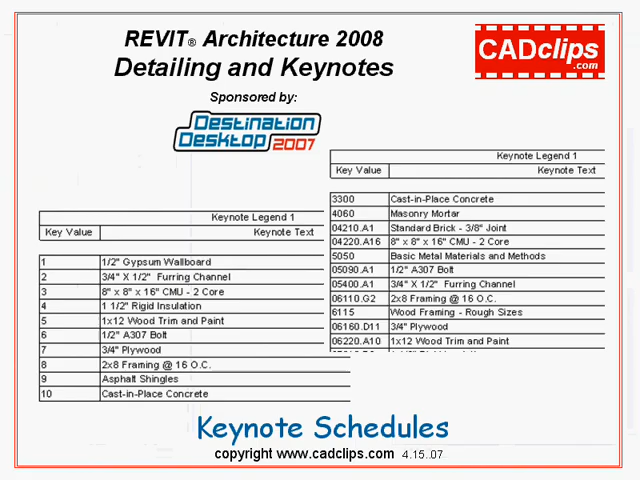 REVIT® Architecture 2008
Detailing and Keynotes
CADclips
.com
Sponsored by:
Destination
Desktop 2007
Keynote Legend 1
Key Value Keynote Text
1 1/2" Gypsum Wallboard
2 3/4" X 1/2" Furring Channel
3 8" x 8" x 16" CMU - 2 Core
4 1 1/2" Rigid Insulation
5 1x12 Wood Trim and Paint
6 1/2" A307 Bolt
7 3/4" Plywood
8 2x8 Framing @ 16 O.C.
9 Asphalt Shingles
10 Cast-in-Place Concrete
Keynote Legend 1
Key Value Keynote Text
3300 Cast-in-Place Concrete
4060 Masonry Mortar
04210.A1 Standard Brick - 3/8" Joint
04220.A16 8" x 8" x 16" CMU - 2 Core
5050 Basic Metal Materials and Methods
05090.A1 1/2" A307 Bolt
05400.A1 3/4" X 1/2" Furring Channel
06110.G2 2x8 Framing @ 16 O.C.
6115 Wood Framing - Rough Sizes
06160.D11 3/4" Plywood
06220.A10 1x12 Wood Trim and Paint
Keynote Schedules
copyright www.cadclips.com 4.15.07